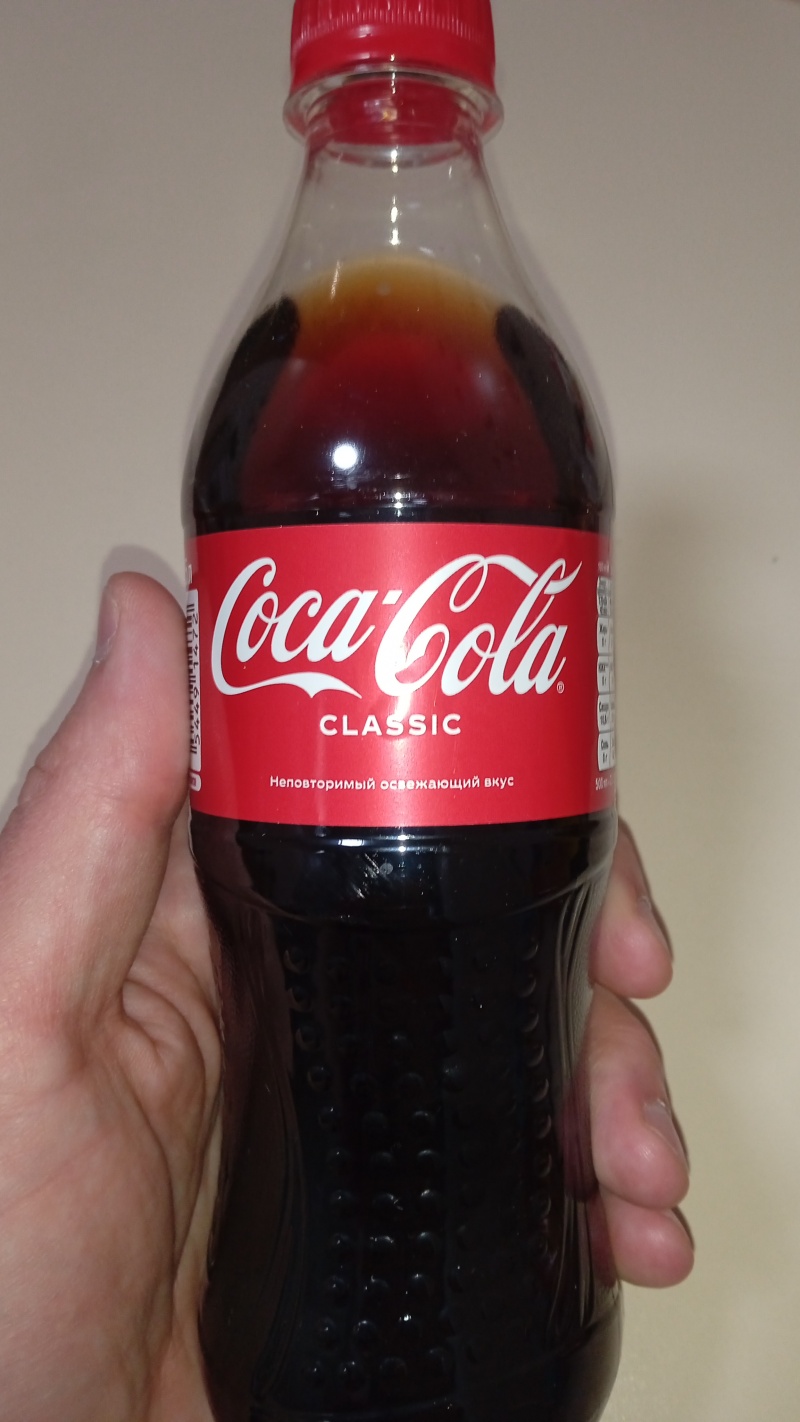 Coca-Cola®
CLASSIC
Неповторимый освежающий вкус